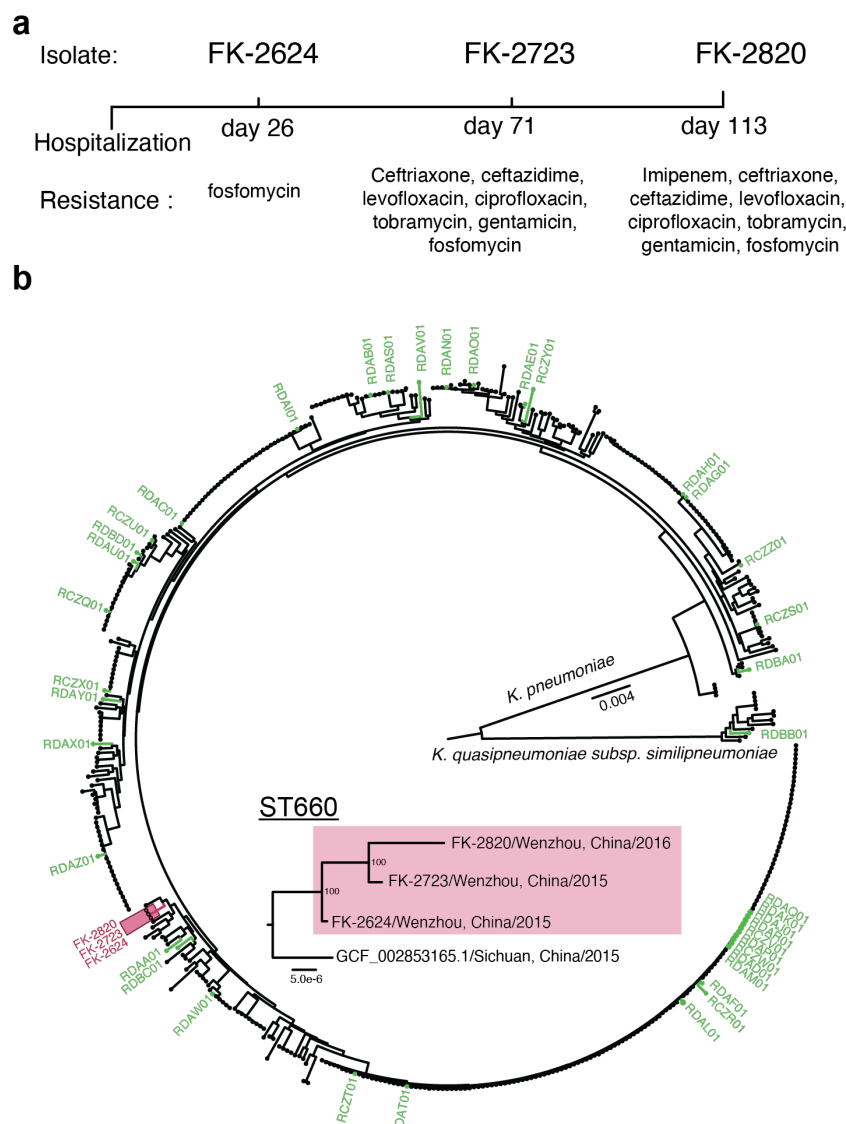 a
Isolate:
FK-2624
FK-2723
FK-2820
Hospitalization
day 26
day 71
day 113
Resistance :
fosfomycin
Ceftriaxone, ceftazidime,
levofloxacin, ciprofloxacin,
tobramycin, gentamicin,
fosfomycin
Imipenem, ceftriaxone,
ceftazidime, levofloxacin,
ciprofloxacin, tobramycin,
gentamicin, fosfomycin
b
RDAB01
RDAS01
RDAV01
RDAN01
RDAO01
RDAE01
RCZY01
RDAI01
RDAH01
RDAG01
RDAC01
RCZU01
RDBD01
RDAU01
RCZQ01
RCZZ01
RCZS01
RDBA01
K. pneumoniae
0.004
RCZX01
RDAY01
RDAX01
RDBB01
K. quasipneumoniae subsp. similipneumoniae
ST660
FK-2820/Wenzhou, China/2016
100
FK-2723/Wenzhou, China/2015
100
FK-2624/Wenzhou, China/2015
GCF_002853165.1/Sichuan, China/2015
5.0e-6
RDAZ01
FK-2820
FK-2723
FK-2624
RDAA01
RDBC01
RDAW01
RDAQ01
RDAM01
RDAF01
RCZR01
RDAL01
RCZT01
DAT01